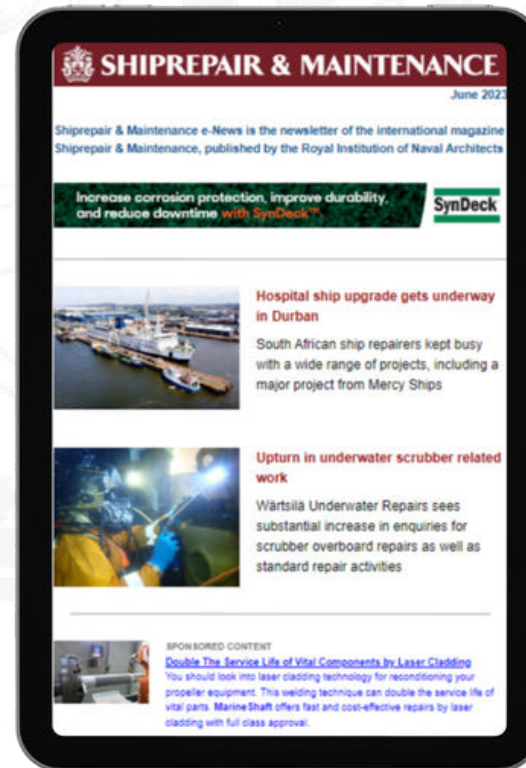 SHIPREPAIR & MAINTENANCE
June 2023
Shiprepair & Maintenance e-News is the newsletter of the international magazine
Shiprepair & Maintenance, published by the Royal Institution of Naval Architects
Increase corrosion protection, improve durability,
and reduce downtime with SynDeck™.
SynDeck
Hospital ship upgrade gets underway
in Durban
South African ship repairers kept busy
with a wide range of projects, including a
major project from Mercy Ships
Upturn in underwater scrubber related
work
Wärtsilä Underwater Repairs sees
substantial increase in enquiries for
scrubber overboard repairs as well as
standard repair activities
SPONSORED CONTENT
Double The Service Life of Vital Components by Laser Cladding
You should look into laser cladding technology for reconditioning your
propeller equipment. This welding technique can double the service life of
vital parts. MarineShaft offers fast and cost-effective repairs by laser
cladding with full class approval.